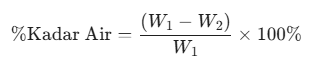 %Kadar Air = (W₁ − W₂) / W₁ × 100%